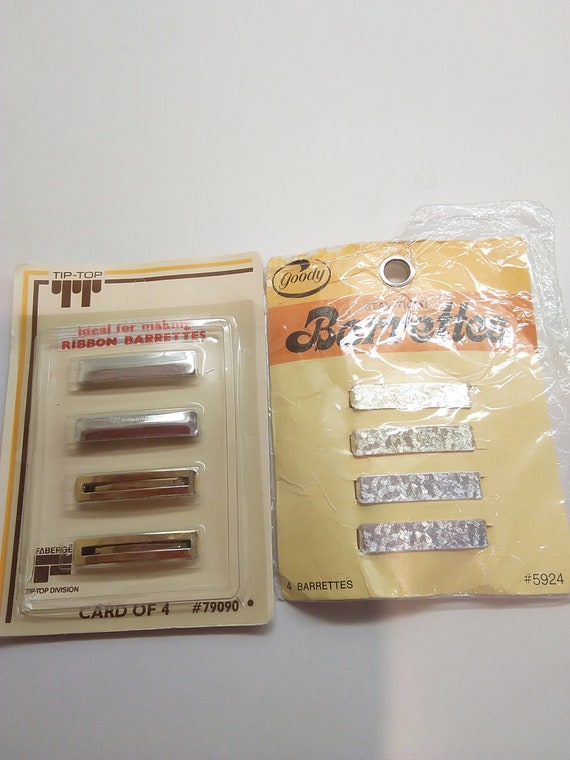 TIP-TOP
ideal for making
RIBBON BARRETTES
FABERGE
TIP-TOP DIVISION
CARD OF 4 #79090
goody
Barrettes
4 BARRETTES
#5924